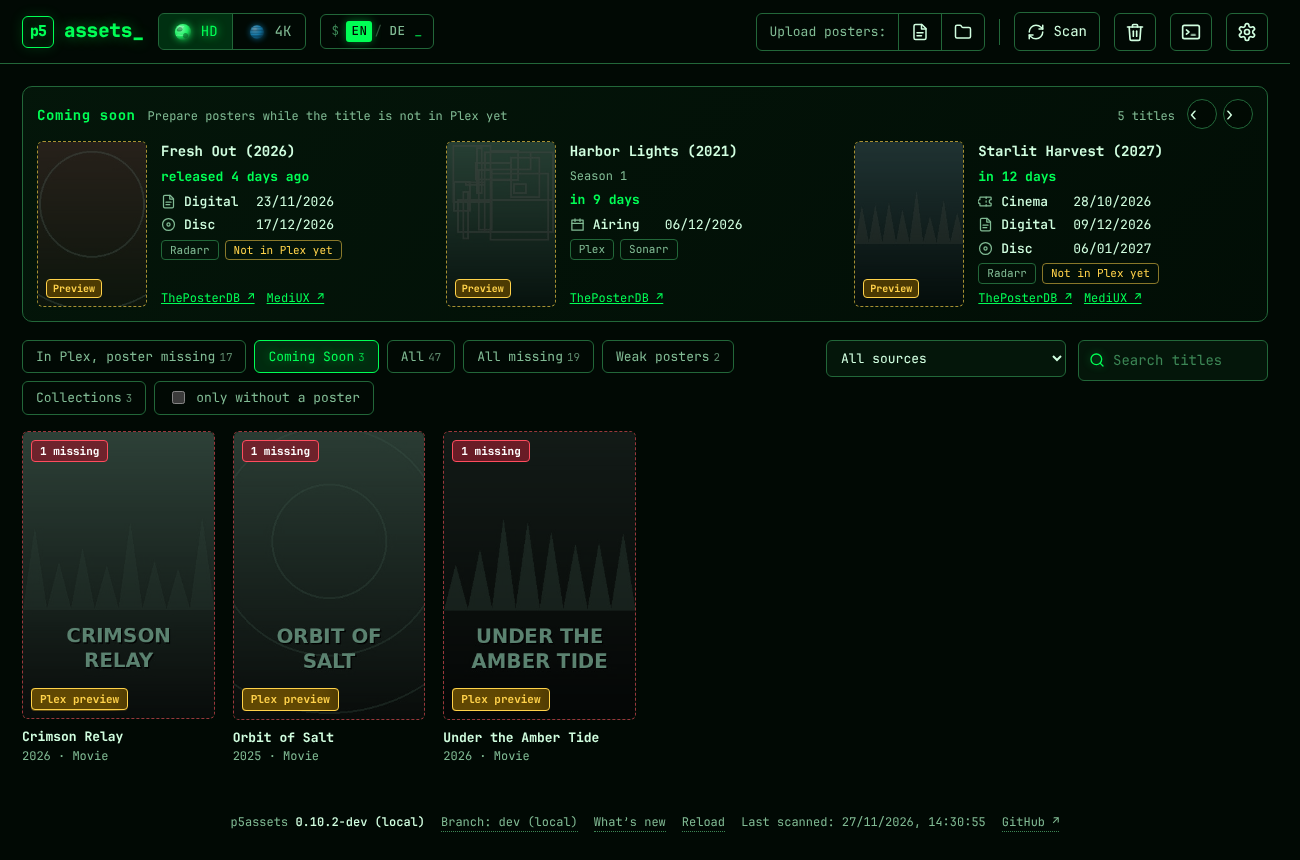 p5 assets_ HD 4K $ EN / DE _ Upload posters: Scan
Coming soon Prepare posters while the title is not in Plex yet 5 titles ‹ ›
Preview
Fresh Out (2026)
released 4 days ago
Digital 23/11/2026
Disc 17/12/2026
Radarr Not in Plex yet
ThePosterDB ↗ MediUX ↗
Preview
Harbor Lights (2021)
Season 1
in 9 days
Airing 06/12/2026
Plex Sonarr
ThePosterDB ↗
Preview
Starlit Harvest (2027)
in 12 days
Cinema 28/10/2026
Digital 09/12/2026
Disc 06/01/2027
Radarr Not in Plex yet
ThePosterDB ↗ MediUX ↗
In Plex, poster missing 17 Coming Soon 3 All 47 All missing 19 Weak posters 2 All sources Search titles
Collections 3 only without a poster
1 missing
CRIMSON
RELAY
Plex preview
Crimson Relay
2026 · Movie
1 missing
ORBIT OF
SALT
Plex preview
Orbit of Salt
2025 · Movie
1 missing
UNDER THE
AMBER TIDE
Plex preview
Under the Amber Tide
2026 · Movie
p5assets 0.10.2-dev (local) Branch: dev (local) What's new Reload Last scanned: 27/11/2026, 14:30:55 GitHub ↗